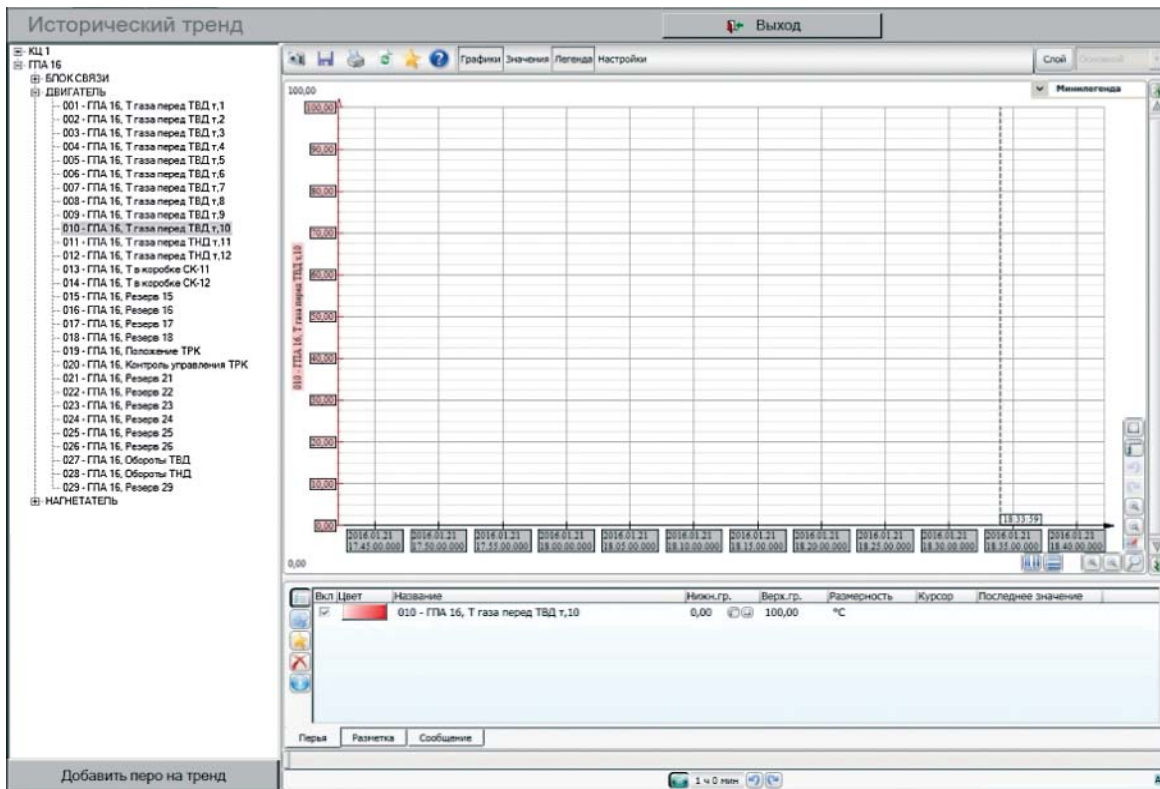 Исторический тренд
Выход
КЦ 1
ГПА 16
БЛОК СВЯЗИ
ДВИГАТЕЛЬ
001 - ГПА 16, Т газа перед ТВД т,1
002 - ГПА 16, Т газа перед ТВД т,2
003 - ГПА 16, Т газа перед ТВД т,3
004 - ГПА 16, Т газа перед ТВД т,4
005 - ГПА 16, Т газа перед ТВД т,5
006 - ГПА 16, Т газа перед ТВД т,6
007 - ГПА 16, Т газа перед ТВД т,7
008 - ГПА 16, Т газа перед ТВД т,8
009 - ГПА 16, Т газа перед ТВД т,9
010 - ГПА 16, Т газа перед ТВД т,10
011 - ГПА 16, Т газа перед ТНД т,11
012 - ГПА 16, Т газа перед ТНД т,12
013 - ГПА 16, Т в коробке СК-11
014 - ГПА 16, Т в коробке СК-12
015 - ГПА 16, Резерв 15
016 - ГПА 16, Резерв 16
017 - ГПА 16, Резерв 17
018 - ГПА 16, Резерв 18
019 - ГПА 16, Положение ТРК
020 - ГПА 16, Контроль управления ТРК
021 - ГПА 16, Резерв 21
022 - ГПА 16, Резерв 22
023 - ГПА 16, Резерв 23
024 - ГПА 16, Резерв 24
025 - ГПА 16, Резерв 25
026 - ГПА 16, Резерв 26
027 - ГПА 16, Обороты ТВД
028 - ГПА 16, Обороты ТНД
029 - ГПА 16, Резерв 29
НАГНЕТАТЕЛЬ
Добавить перо на тренд
Графики Значения Легенда Настройки
Слой Основной
100,00
Минилегенда
100,00
90,00
80,00
70,00
60,00
50,00
40,00
30,00
20,00
10,00
0,00
010 - ГПА 16, Т газа перед ТВД т,10
18:33:59
2016.01.21 17:45:00.000
2016.01.21 17:50:00.000
2016.01.21 17:55:00.000
2016.01.21 18:00:00.000
2016.01.21 18:05:00.000
2016.01.21 18:10:00.000
2016.01.21 18:15:00.000
2016.01.21 18:20:00.000
2016.01.21 18:25:00.000
2016.01.21 18:30:00.000
2016.01.21 18:35:00.000
2016.01.21 18:40:00.000
0,00
Вкл Цвет Название Нижн.гр. Верх.гр. Размерность Курсор Последнее значение
010 - ГПА 16, Т газа перед ТВД т,10 0,00 100,00 °C
Перья Разметка Сообщение
1 ч 0 мин